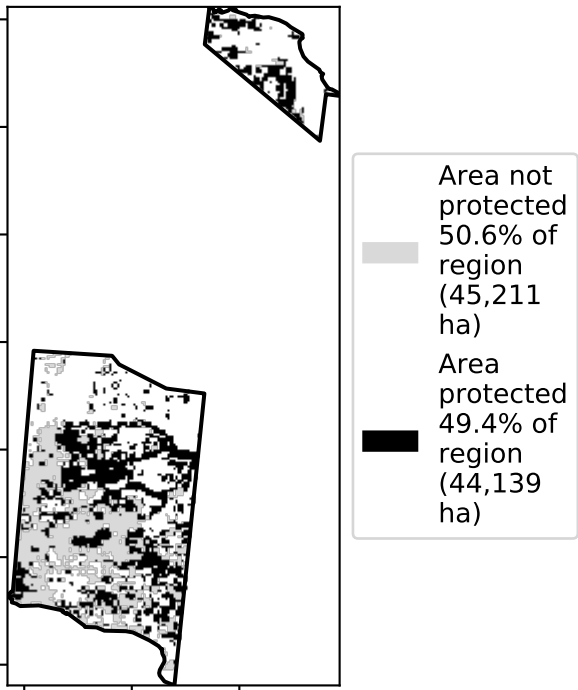 Area not
protected
50.6% of
region
(45,211
ha)
Area
protected
49.4% of
region
(44,139
ha)